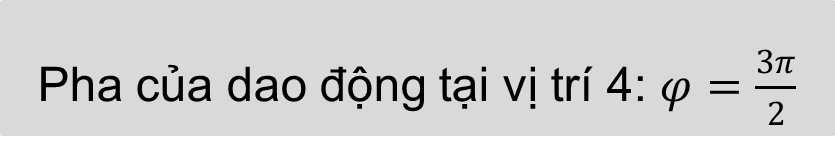 Pha của dao động tại vị trí 4: 𝜑 = 3𝜋/2